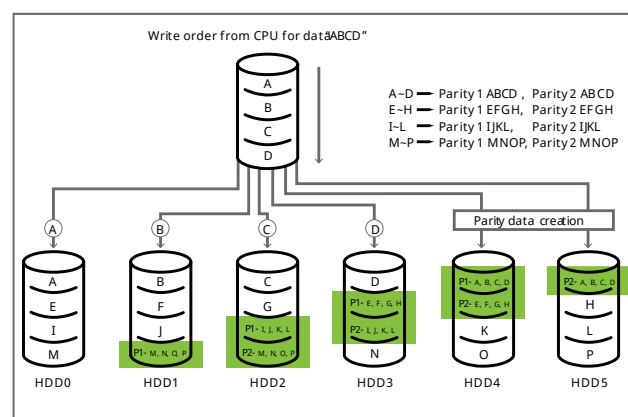 Write order from CPU for data“ABCD”
A
B
C
D
A~D Parity 1 ABCD , Parity 2 ABCD
E~H Parity 1 EFGH, Parity 2 EFGH
I~L Parity 1 IJKL, Parity 2 IJKL
M~P Parity 1 MNOP, Parity 2 MNOP
Parity data creation
A
B
C
D
A
E
I
M
HDD0
B
F
J
P1- M, N, O, P
HDD1
C
G
P1- I, J, K, L
P2- M, N, O, P
HDD2
D
P1- E, F, G, H
P2- I, J, K, L
N
HDD3
P1- A, B, C, D
P2- E, F, G, H
K
O
HDD4
P2- A, B, C, D
H
L
P
HDD5